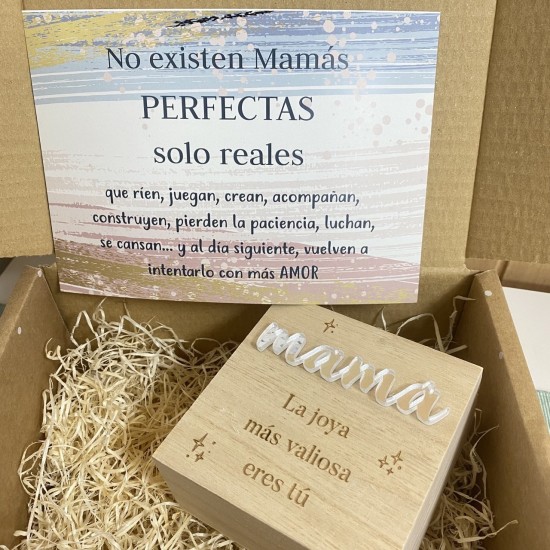 No existen Mamás
PERFECTAS
solo reales
que ríen, juegan, crean, acompañan,
construyen, pierden la paciencia, luchan,
se cansan... y al día siguiente, vuelven a
intentarlo con más AMOR
mamá
La joya
más valiosa
eres tú